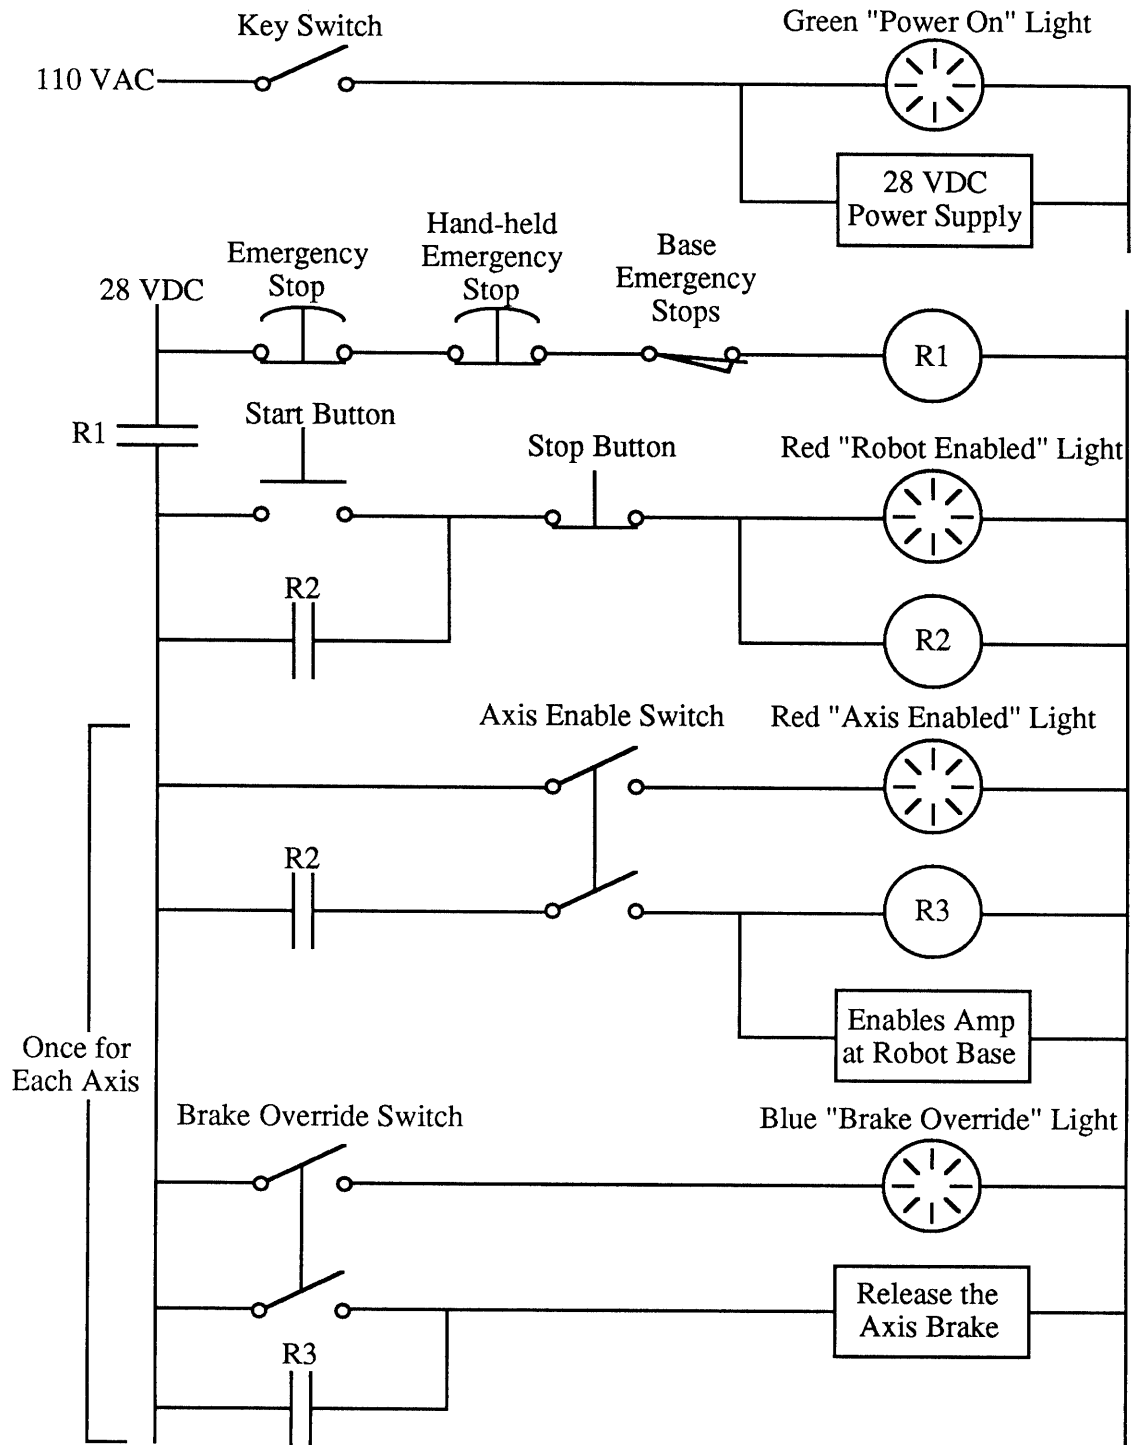 Key Switch
Green "Power On" Light
110 VAC
28 VDC
Power Supply
28 VDC
Emergency
Stop
Hand-held
Emergency
Stop
Base
Emergency
Stops
R1
R1
Start Button
Stop Button
Red "Robot Enabled" Light
R2
R2
Axis Enable Switch
Red "Axis Enabled" Light
R2
R3
Enables Amp
at Robot Base
Once for
Each Axis
Brake Override Switch
Blue "Brake Override" Light
Release the
Axis Brake
R3